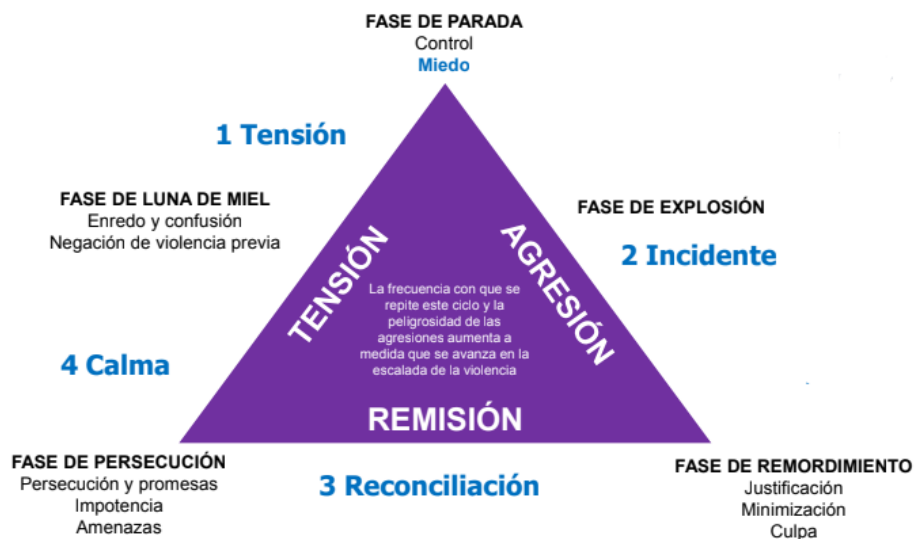 FASE DE PARADA
Control
Miedo
1 Tensión
FASE DE LUNA DE MIEL
Enredo y confusión
Negación de violencia previa
FASE DE EXPLOSIÓN
2 Incidente
TENSIÓN
AGRESIÓN
La frecuencia con que se
repite este ciclo y la
peligrosidad de las
agresiones aumenta a
medida que se avanza en la
escalada de la violencia
4 Calma
REMISIÓN
FASE DE PERSECUCIÓN
Persecución y promesas
Impotencia
Amenazas
3 Reconciliación
FASE DE REMORDIMIENTO
Justificación
Minimización
Culpa